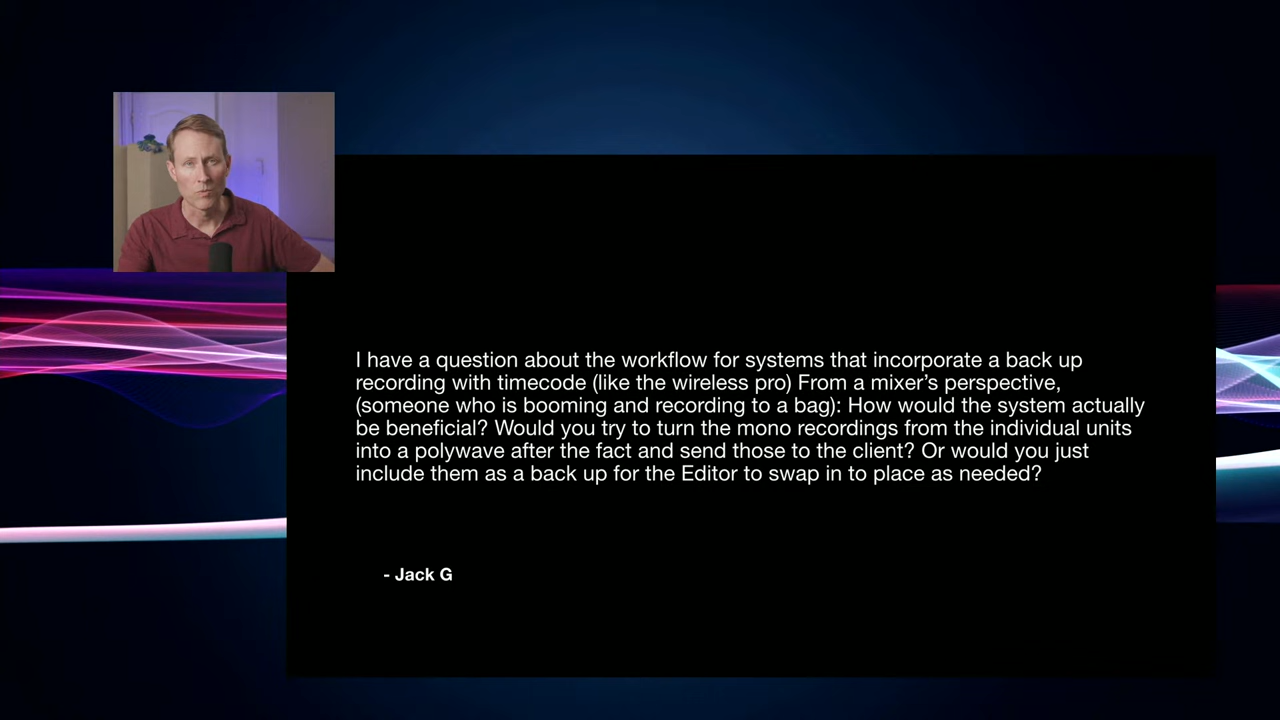 I have a question about the workflow for systems that incorporate a back up
recording with timecode (like the wireless pro) From a mixer's perspective,
(someone who is booming and recording to a bag): How would the system actually
be beneficial? Would you try to turn the mono recordings from the individual units
into a polywave after the fact and send those to the client? Or would you just
include them as a back up for the Editor to swap in to place as needed?
- Jack G